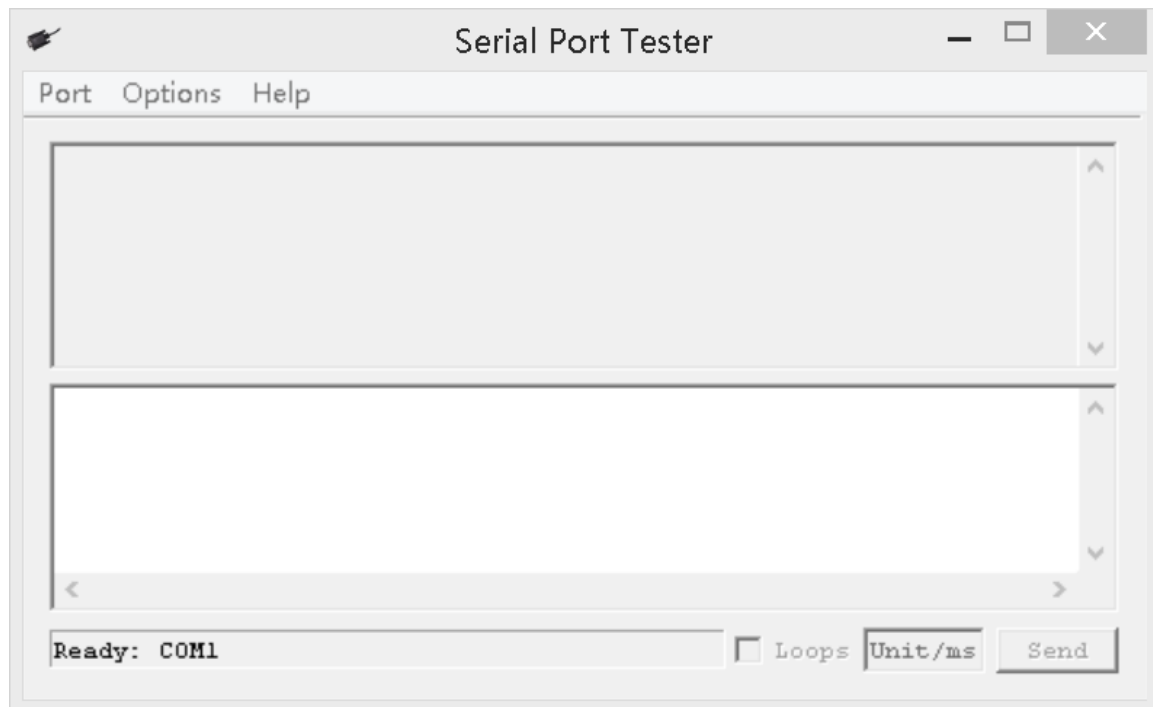 Serial Port Tester
Port Options Help
Ready: COM1 Loops Unit/ms Send